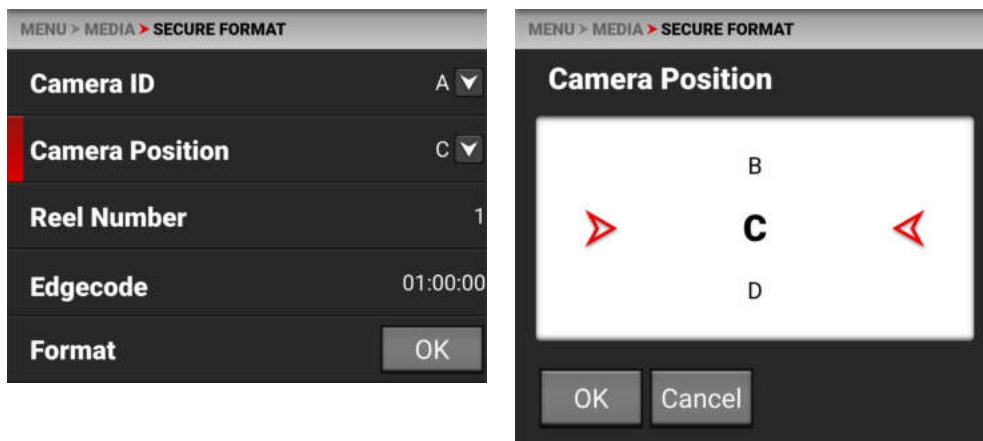 MENU > MEDIA > SECURE FORMAT
Camera ID A
Camera Position C
Reel Number 1
Edgecode 01:00:00
Format OK
MENU > MEDIA > SECURE FORMAT
Camera Position
B
C
D
OK Cancel